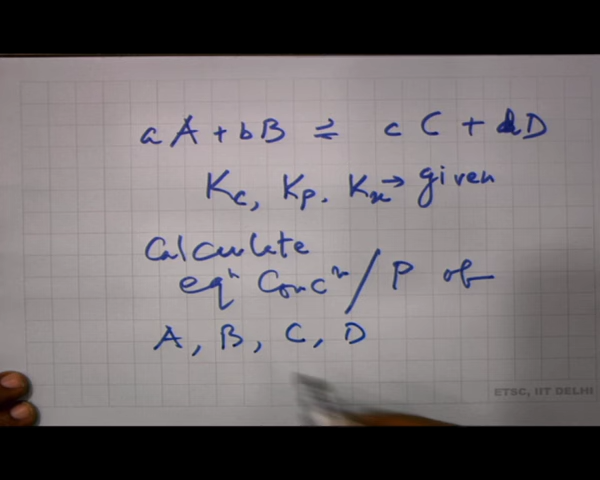 aA + bB ⇌ cC + dD
Kc, Kp. Kx → given
Calculate
eqⁿ Concⁿ / P of
A, B, C, D
ETSC, IIT DELHI